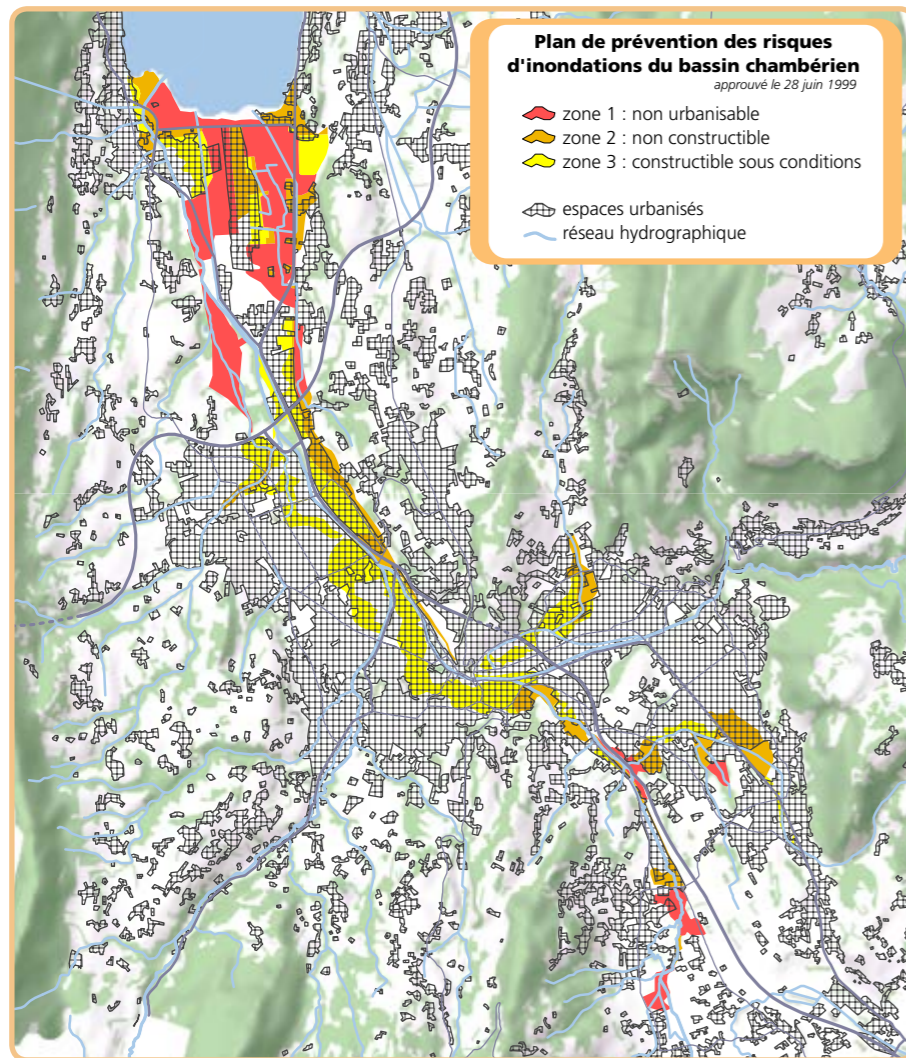 Plan de prévention des risques
d'inondations du bassin chambérien
approuvé le 28 juin 1999
zone 1 : non urbanisable
zone 2 : non constructible
zone 3 : constructible sous conditions
espaces urbanisés
réseau hydrographique